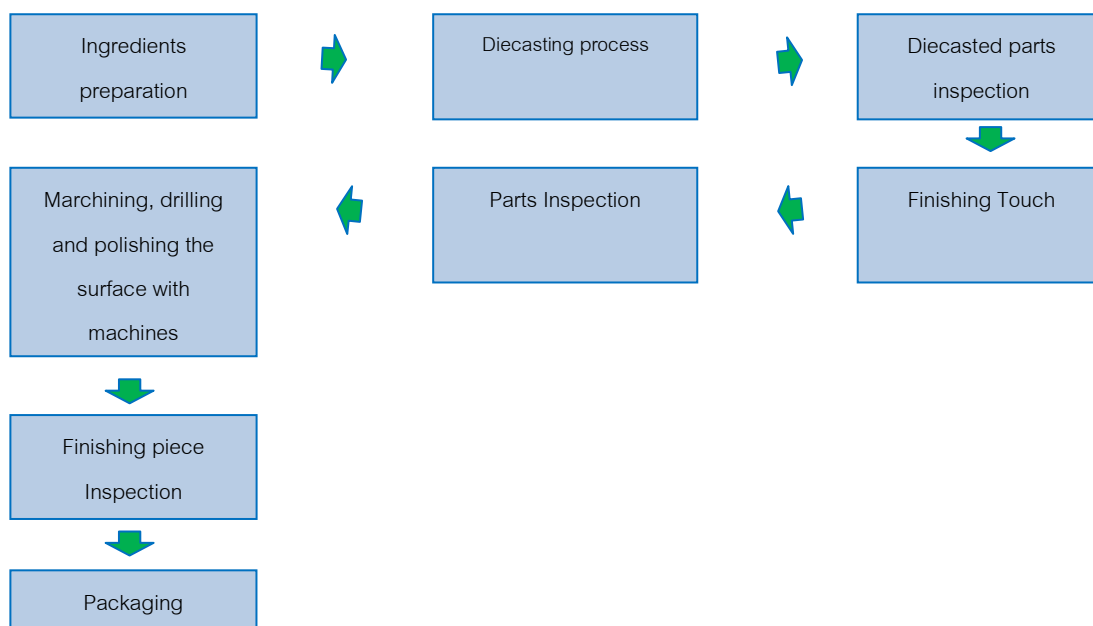 Ingredients
preparation
Diecasting process
Diecasted parts
inspection
Finishing Touch
Parts Inspection
Marchining, drilling
and polishing the
surface with
machines
Finishing piece
Inspection
Packaging